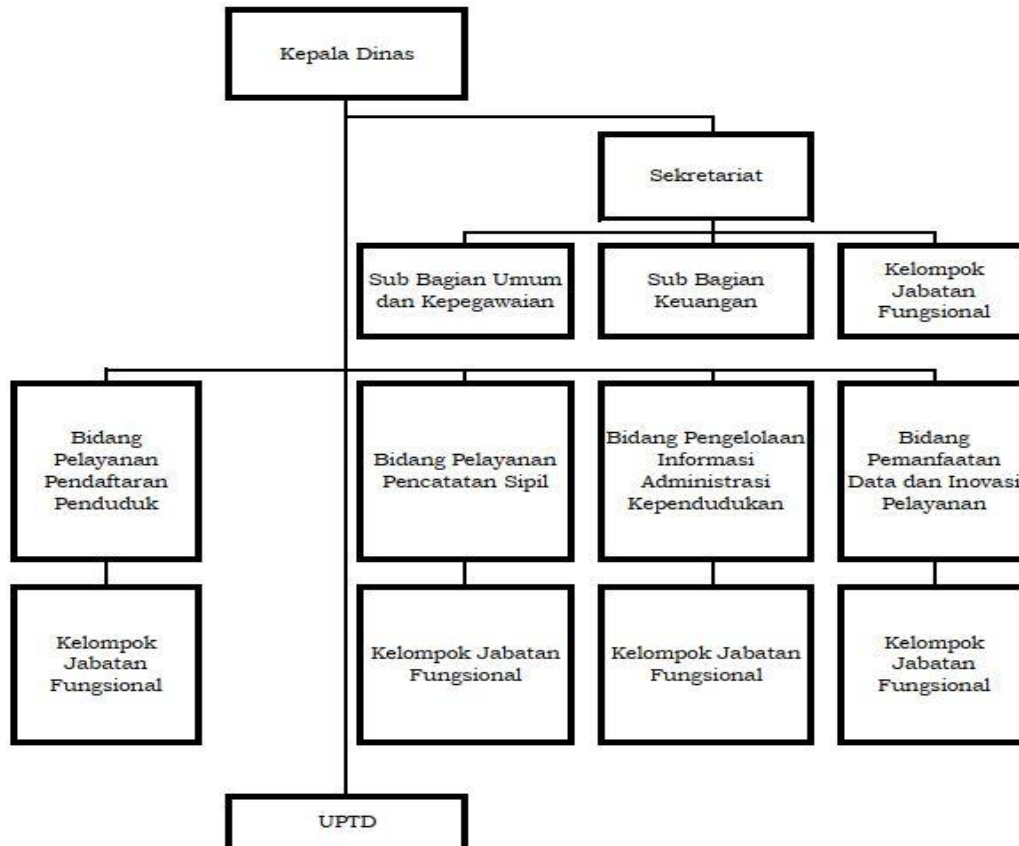 Kepala Dinas
Sekretariat
Sub Bagian Umum
dan Kepegawaian
Sub Bagian
Keuangan
Kelompok
Jabatan
Fungsional
Bidang
Pelayanan
Pendaftaran
Penduduk
Bidang Pelayanan
Pencatatan Sipil
Bidang Pengelolaan
Informasi
Administrasi
Kependudukan
Bidang
Pemanfaatan
Data dan Inovasi
Pelayanan
Kelompok
Jabatan
Fungsional
Kelompok Jabatan
Fungsional
Kelompok Jabatan
Fungsional
Kelompok
Jabatan
Fungsional
UPTD